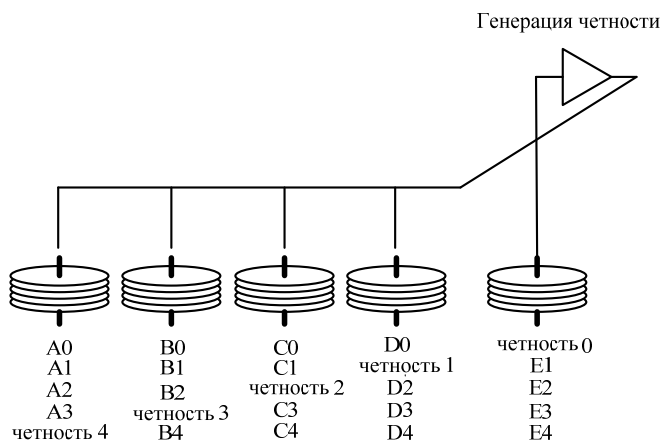 Генерация четности
A0 B0 C0 D0 четность 0
A1 B1 C1 четность 1 E1
A2 B2 четность 2 D2 E2
A3 четность 3 C3 D3 E3
четность 4 B4 C4 D4 E4